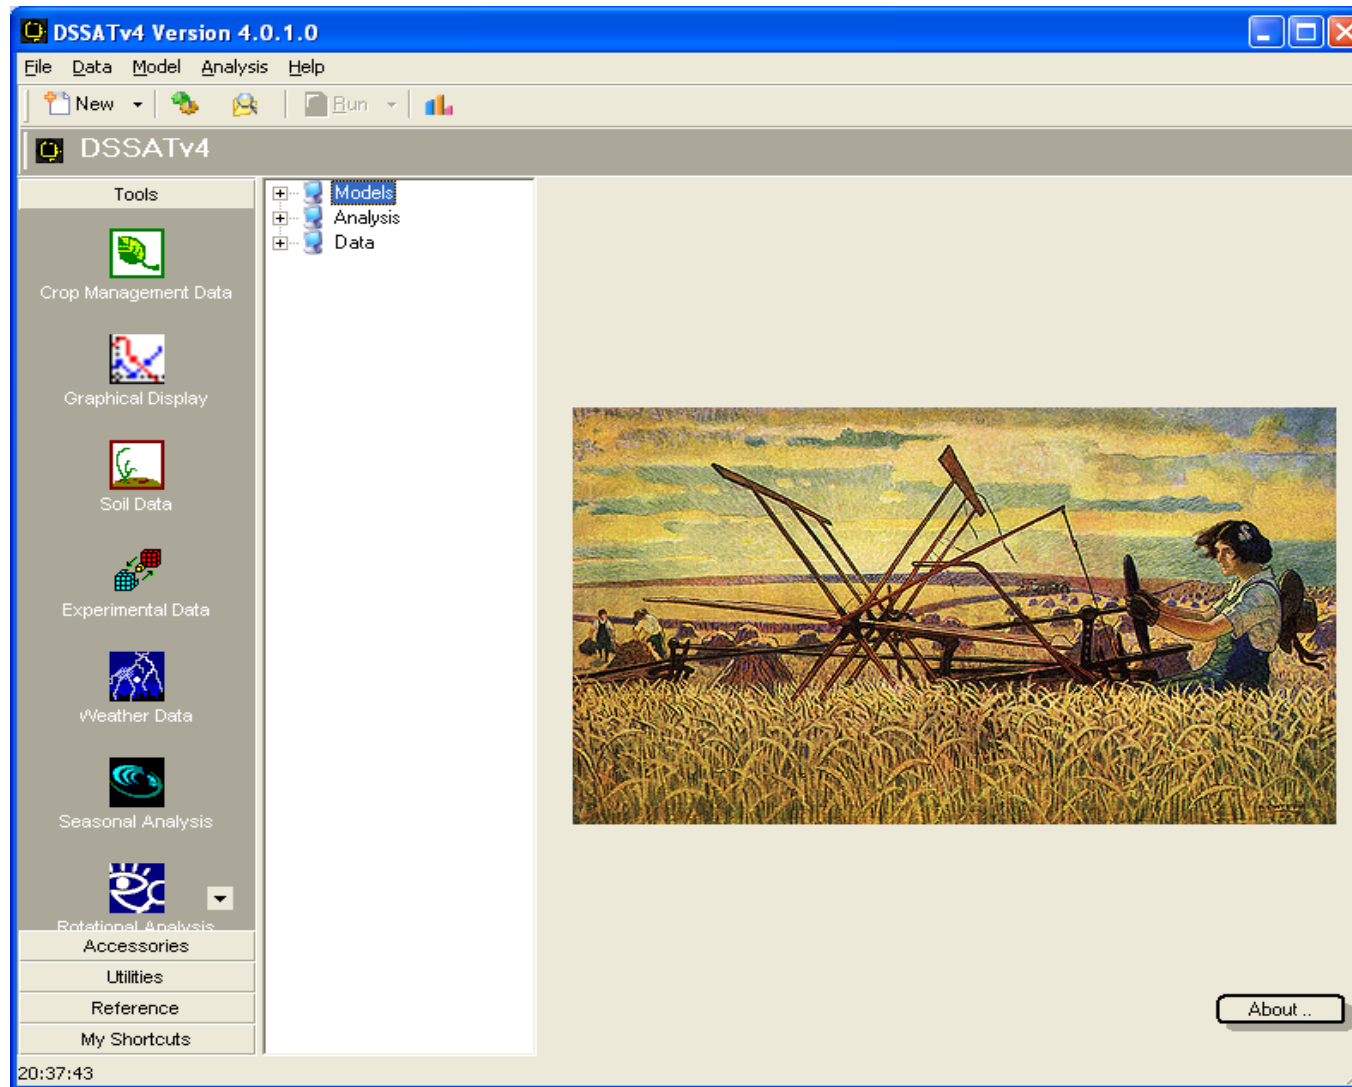 DSSATv4 Version 4.0.1.0
File Data Model Analysis Help
New Run
DSSATv4
Tools
Crop Management Data
Graphical Display
Soil Data
Experimental Data
Weather Data
Seasonal Analysis
Rotational Analysis
Accessories
Utilities
Reference
My Shortcuts
Models
Analysis
Data
About ..
20:37:43